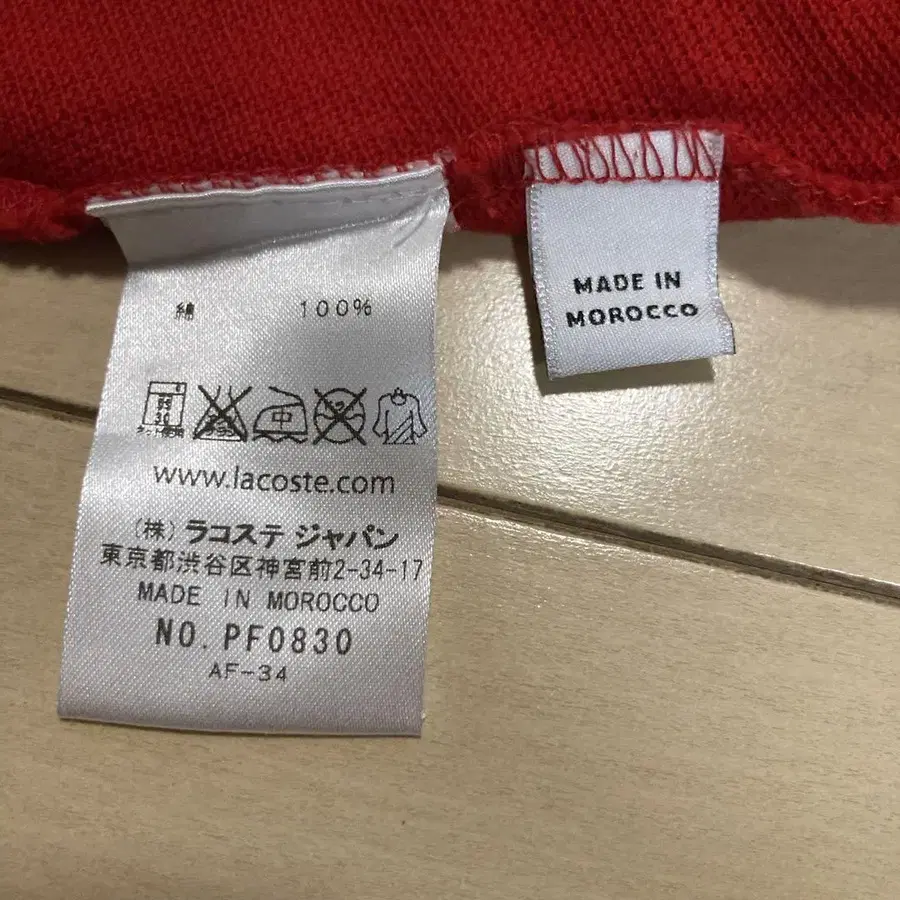 綿 100%
中
www.lacoste.com
(株) ラコステ ジャパン
東京都渋谷区神宮前2-34-17
MADE IN MOROCCO
NO. PF0830
AF-34
MADE IN
MOROCCO